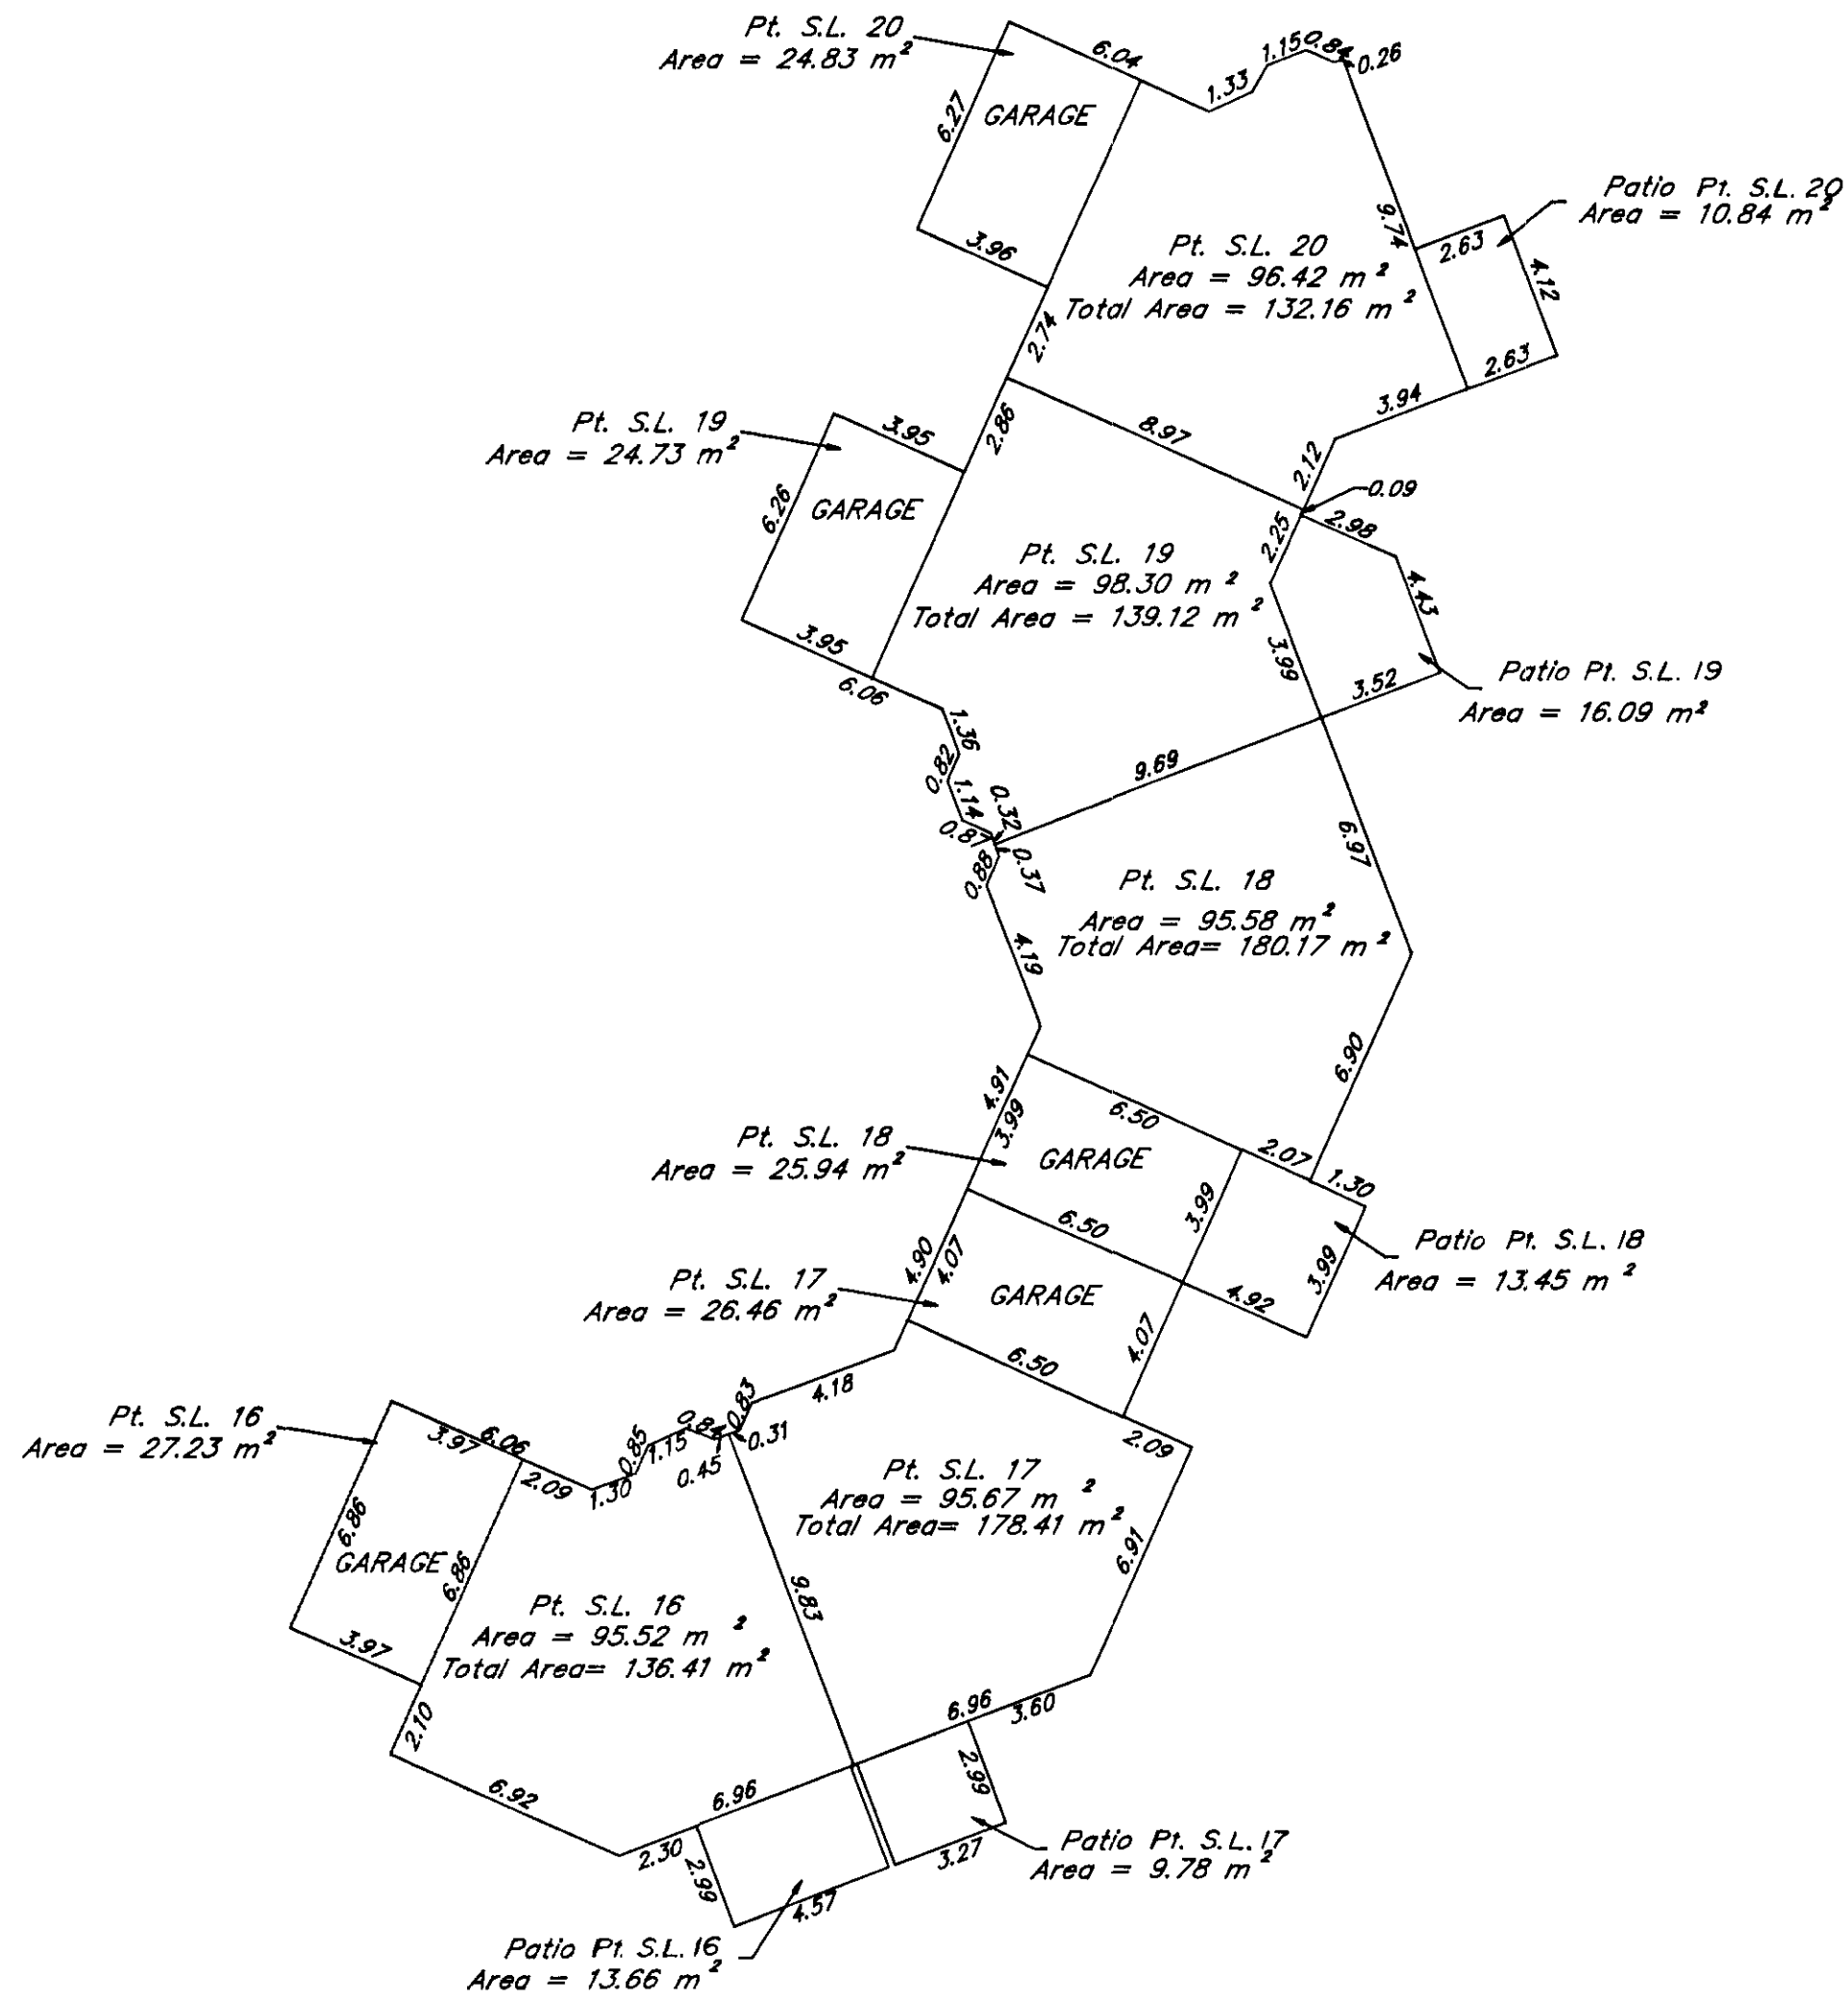 Pt. S.L. 20
Area = 24.83 m²
6.04
1.33
1.15
0.84
0.26
6.27
GARAGE
3.96
9.74
Patio Pt. S.L. 20
Area = 10.84 m²
2.63
4.12
Pt. S.L. 20
Area = 96.42 m²
Total Area = 132.16 m²
2.74
2.63
3.94
Pt. S.L. 19
Area = 24.73 m²
3.95
2.86
8.97
2.12
0.09
6.26
GARAGE
2.25
2.98
Pt. S.L. 19
Area = 98.30 m²
Total Area = 139.12 m²
4.43
3.95
6.06
3.99
3.52
Patio Pt. S.L. 19
Area = 16.09 m²
1.36
0.82
1.14
0.32
0.87
9.69
0.37
0.88
6.97
Pt. S.L. 18
Area = 95.58 m²
Total Area= 180.17 m²
4.19
6.90
4.91
3.99
6.50
2.07
1.30
Pt. S.L. 18
Area = 25.94 m²
GARAGE
3.99
6.50
3.99
Patio Pt. S.L. 18
Area = 13.45 m²
4.90
4.07
4.92
Pt. S.L. 17
Area = 26.46 m²
GARAGE
4.07
6.50
4.18
2.09
Pt. S.L. 16
Area = 27.23 m²
3.97
6.06
2.09
1.30
0.85
1.15
0.84
0.45
0.83
0.31
Pt. S.L. 17
Area = 95.67 m²
Total Area= 178.41 m²
6.86
GARAGE
6.86
9.83
6.91
3.97
Pt. S.L. 16
Area = 95.52 m²
Total Area= 136.41 m²
2.10
6.92
6.96
6.96
3.60
2.99
2.30
2.99
3.27
4.57
Patio Pt. S.L. 17
Area = 9.78 m²
Patio Pt. S.L. 16
Area = 13.66 m²